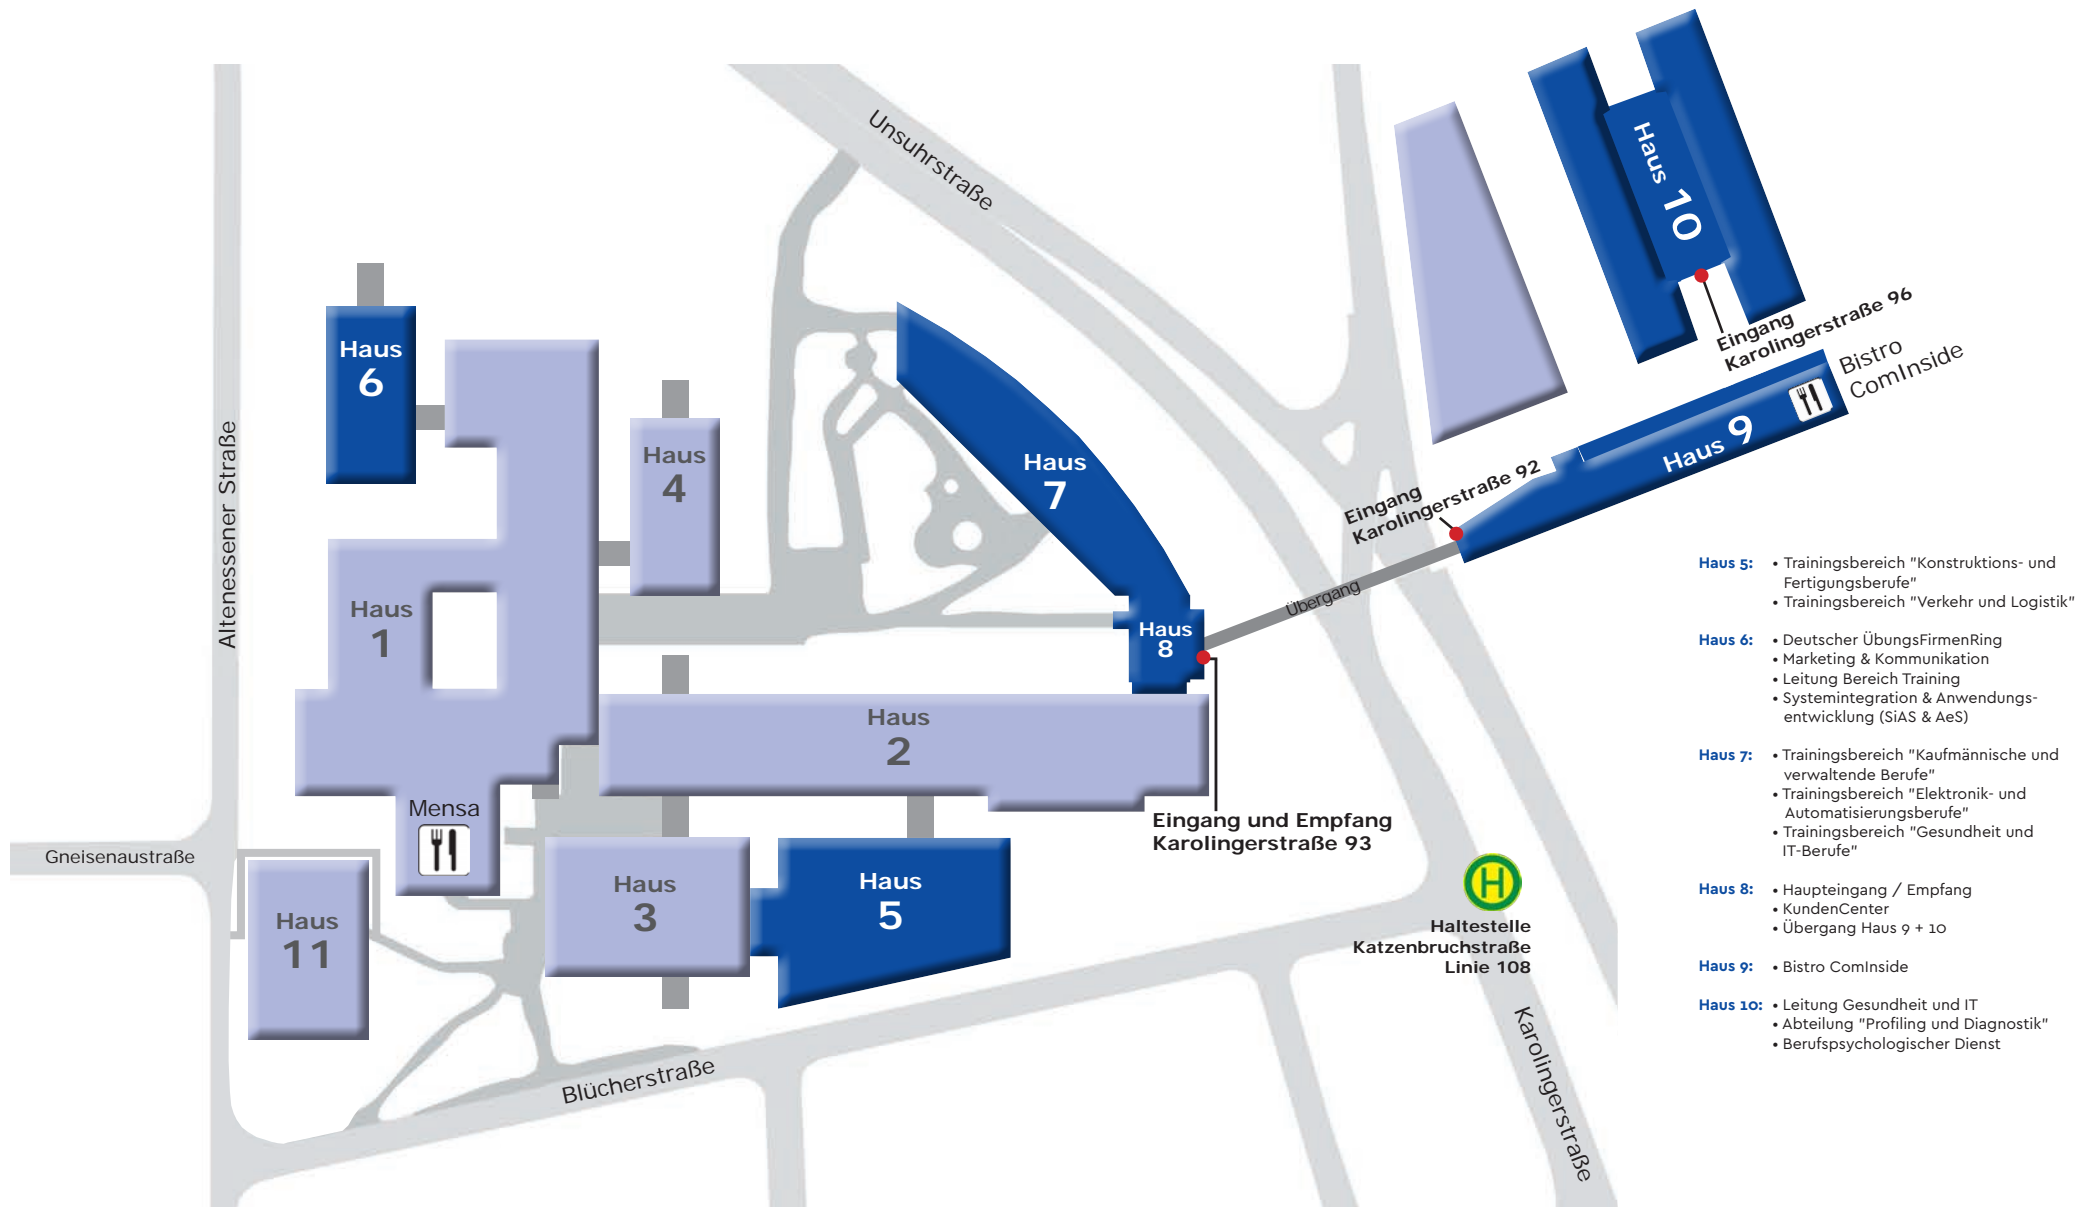 Unsuhrstraße
Haus 10
Eingang
Karolingerstraße 96
Bistro
ComInside
Haus
6
Altenessener Straße
Haus
4
Haus
7
Haus 9
Eingang
Karolingerstraße 92
Übergang
Haus
1
Haus
8
Haus
2
Mensa
Eingang und Empfang
Karolingerstraße 93
Gneisenaustraße
Haus
11
Haus
3
Haus
5
H
Haltestelle
Katzenbruchstraße
Linie 108
Blücherstraße
Karolingerstraße
Haus 5: • Trainingsbereich "Konstruktions- und
Fertigungsberufe"
• Trainingsbereich "Verkehr und Logistik"
Haus 6: • Deutscher ÜbungsFirmenRing
• Marketing & Kommunikation
• Leitung Bereich Training
• Systemintegration & Anwendungs-
entwicklung (SiAS & AeS)
Haus 7: • Trainingsbereich "Kaufmännische und
verwaltende Berufe"
• Trainingsbereich "Elektronik- und
Automatisierungsberufe"
• Trainingsbereich "Gesundheit und
IT-Berufe"
Haus 8: • Haupteingang / Empfang
• KundenCenter
• Übergang Haus 9 + 10
Haus 9: • Bistro ComInside
Haus 10: • Leitung Gesundheit und IT
• Abteilung "Profiling und Diagnostik"
• Berufspsychologischer Dienst